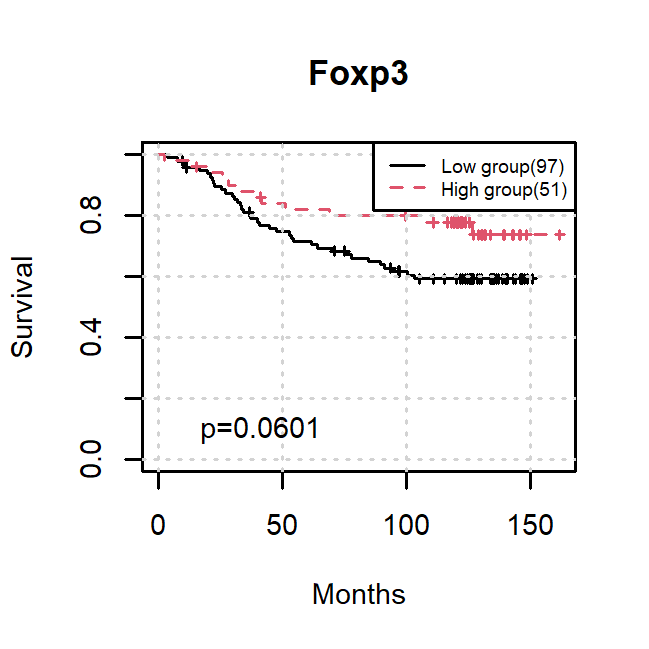 Foxp3
Low group(97)
High group(51)
Survival
0.8
0.4
0.0
p=0.0601
0 50 100 150
Months